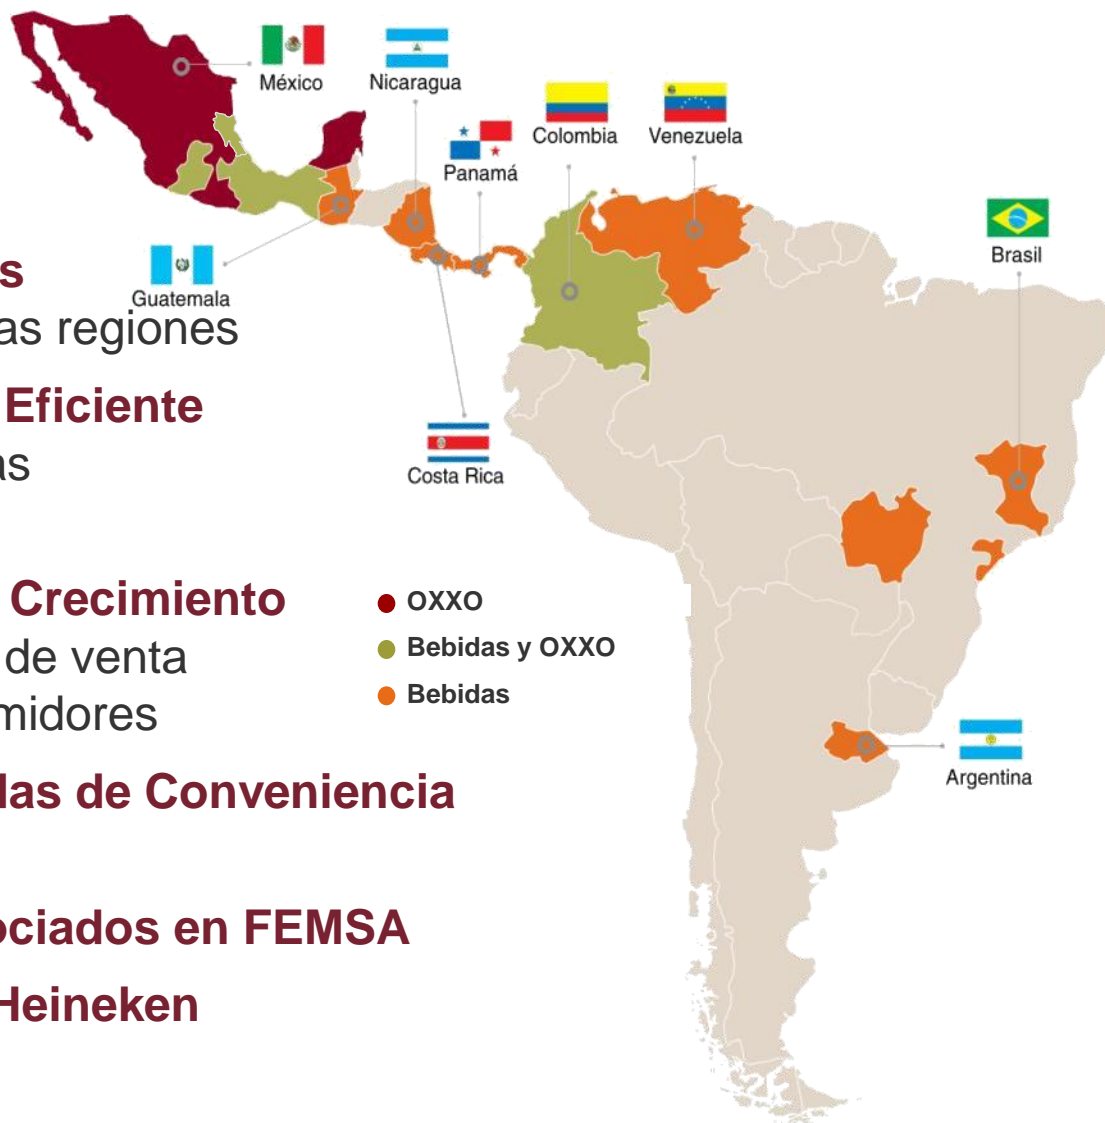 México
Nicaragua
Colombia
Venezuela
Panamá
Brasil
Guatemala
s
as regiones
Eficiente
as
Costa Rica
Crecimiento
de venta
midores
OXXO
Bebidas y OXXO
Bebidas
Argentina
das de Conveniencia
ociados en FEMSA
Heineken